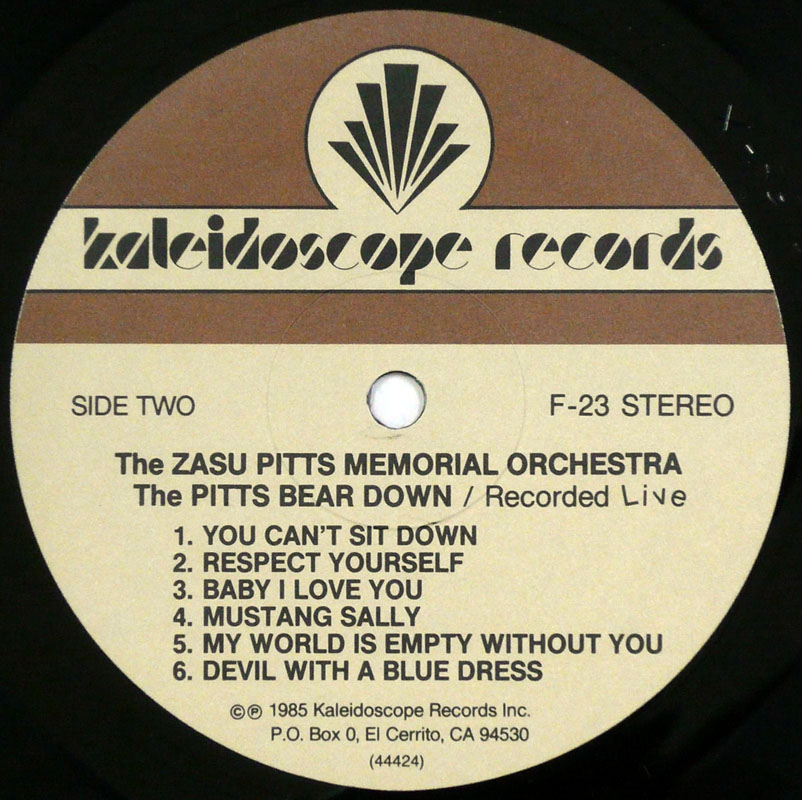 kaleidoscope records
SIDE TWO
F-23 STEREO
The ZASU PITTS MEMORIAL ORCHESTRA
The PITTS BEAR DOWN / Recorded Live
1. YOU CAN'T SIT DOWN
2. RESPECT YOURSELF
3. BABY I LOVE YOU
4. MUSTANG SALLY
5. MY WORLD IS EMPTY WITHOUT YOU
6. DEVIL WITH A BLUE DRESS
©℗ 1985 Kaleidoscope Records Inc.
P.O. Box 0, El Cerrito, CA 94530
(44424)